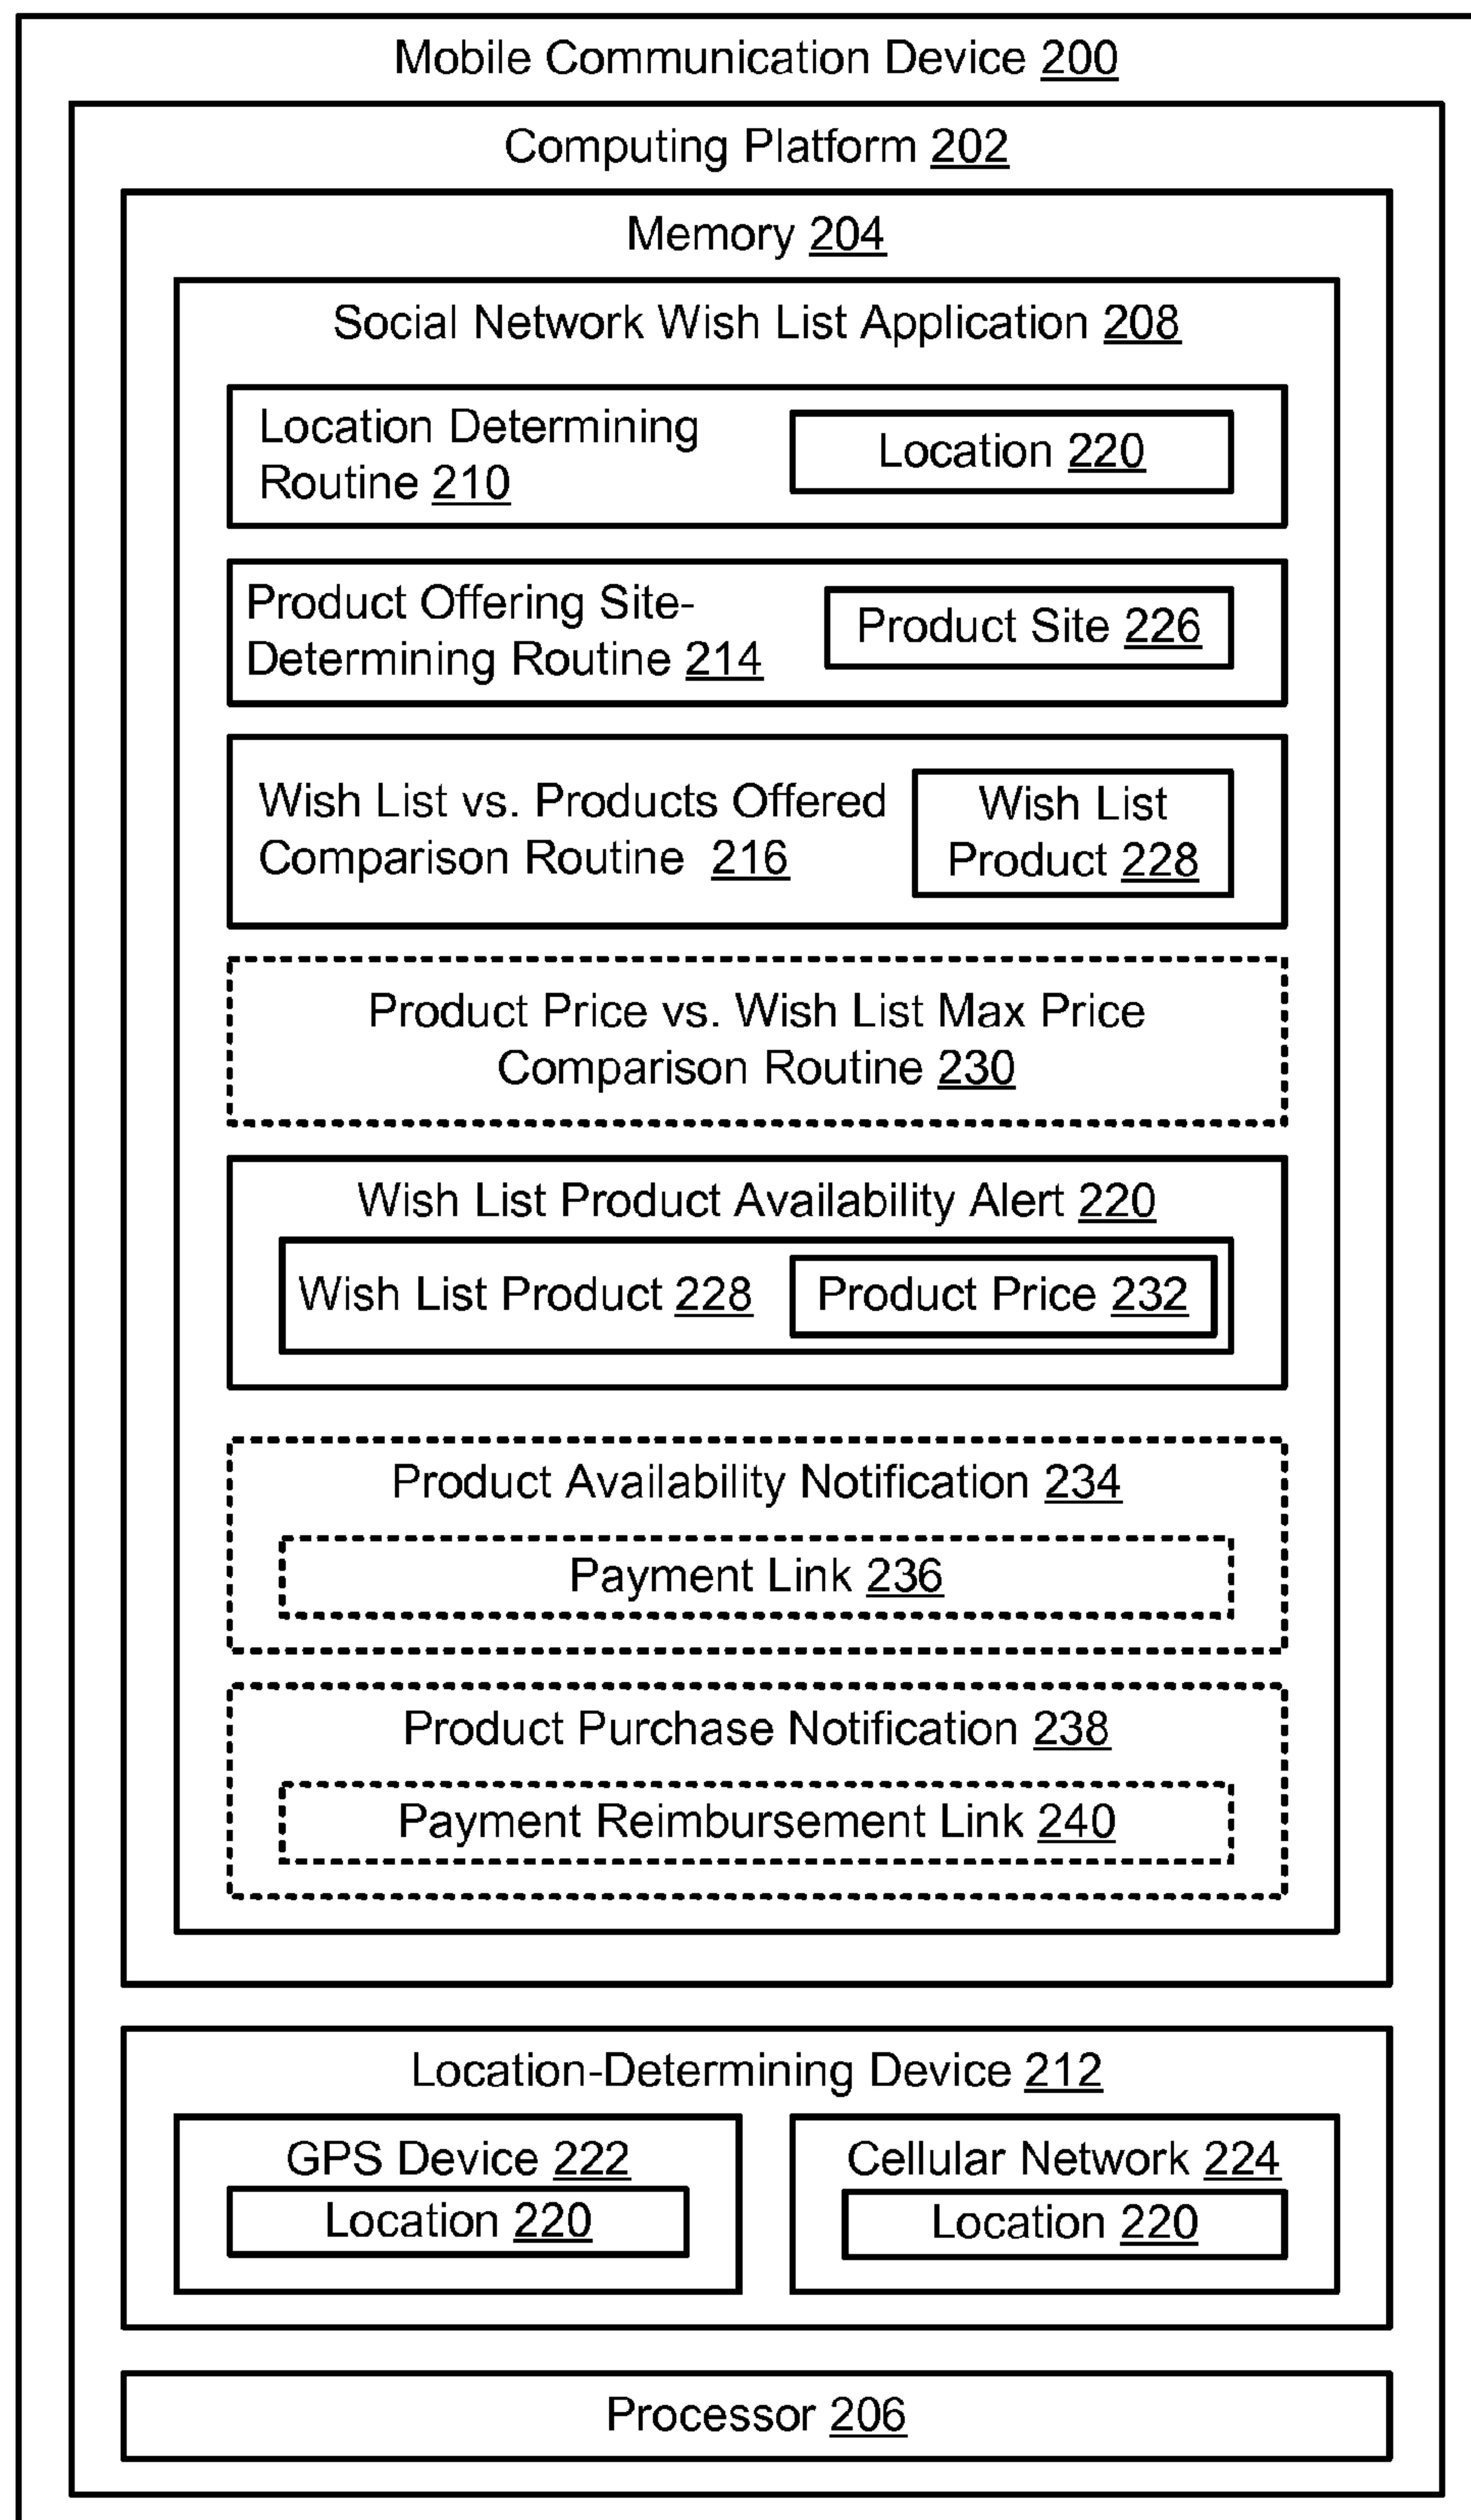 Mobile Communication Device 200
Computing Platform 202
Memory 204
Social Network Wish List Application 208
Location Determining
Routine 210
Location 220
Product Offering Site-
Determining Routine 214
Product Site 226
Wish List vs. Products Offered
Comparison Routine 216
Wish List
Product 228
Product Price vs. Wish List Max Price
Comparison Routine 230
Wish List Product Availability Alert 220
Wish List Product 228
Product Price 232
Product Availability Notification 234
Payment Link 236
Product Purchase Notification 238
Payment Reimbursement Link 240
Location-Determining Device 212
GPS Device 222
Location 220
Cellular Network 224
Location 220
Processor 206